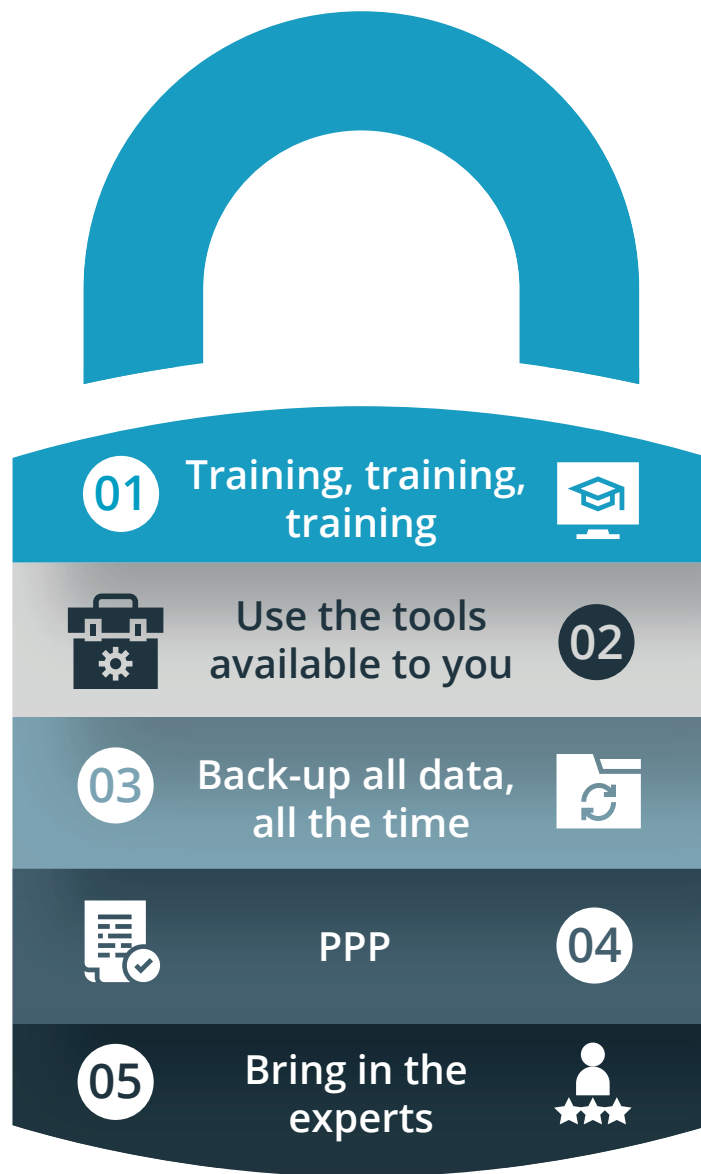 01
Training, training,
training
Use the tools
available to you
02
03
Back-up all data,
all the time
PPP
04
05
Bring in the
experts